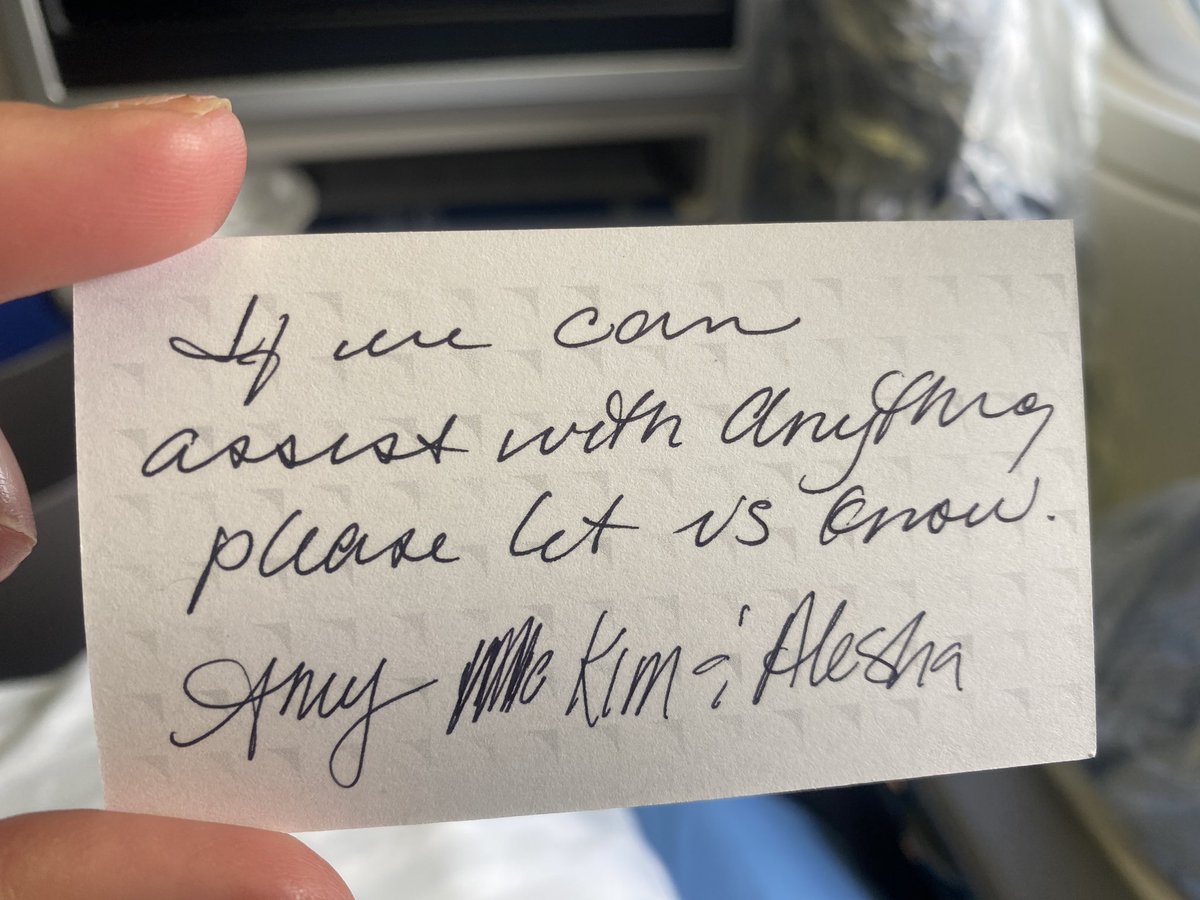 If we can
assist with anything
please let us know.
Amy Kim & Alesha